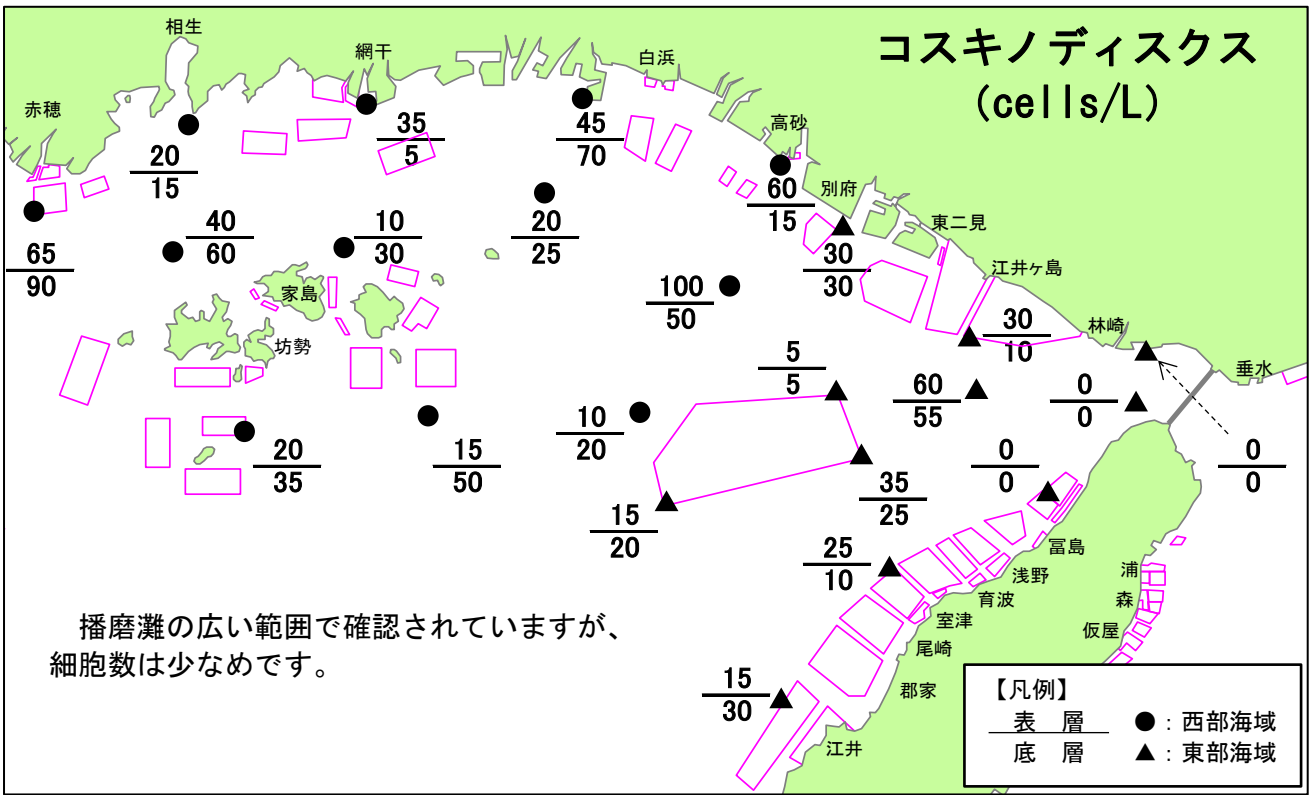 コスキノディスクス
(cells/L)
相生
網干
白浜
赤穂
高砂
別府
東二見
江井ヶ島
林崎
垂水
家島
坊勢
35
5
45
70
20
15
60
15
40
60
10
30
20
25
65
90
30
30
100
50
30
10
5
5
60
55
0
0
10
20
20
35
15
50
0
0
0
0
35
25
15
20
25
10
15
30
冨島
浅野
育波
室津
尾崎
郡家
江井
浦
森
仮屋
播磨灘の広い範囲で確認されていますが、
細胞数は少なめです。
【凡例】
表 層 ●：西部海域
底 層 ▲：東部海域